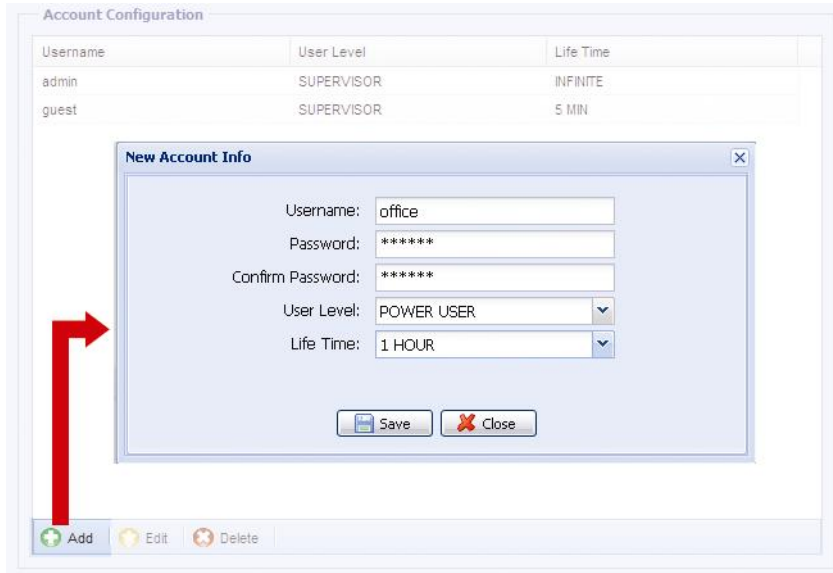 Account Configuration
Username User Level Life Time
admin SUPERVISOR INFINITE
guest SUPERVISOR 5 MIN
New Account Info
Username: office
Password: ******
Confirm Password: ******
User Level: POWER USER
Life Time: 1 HOUR
Save Close
Add Edit Delete